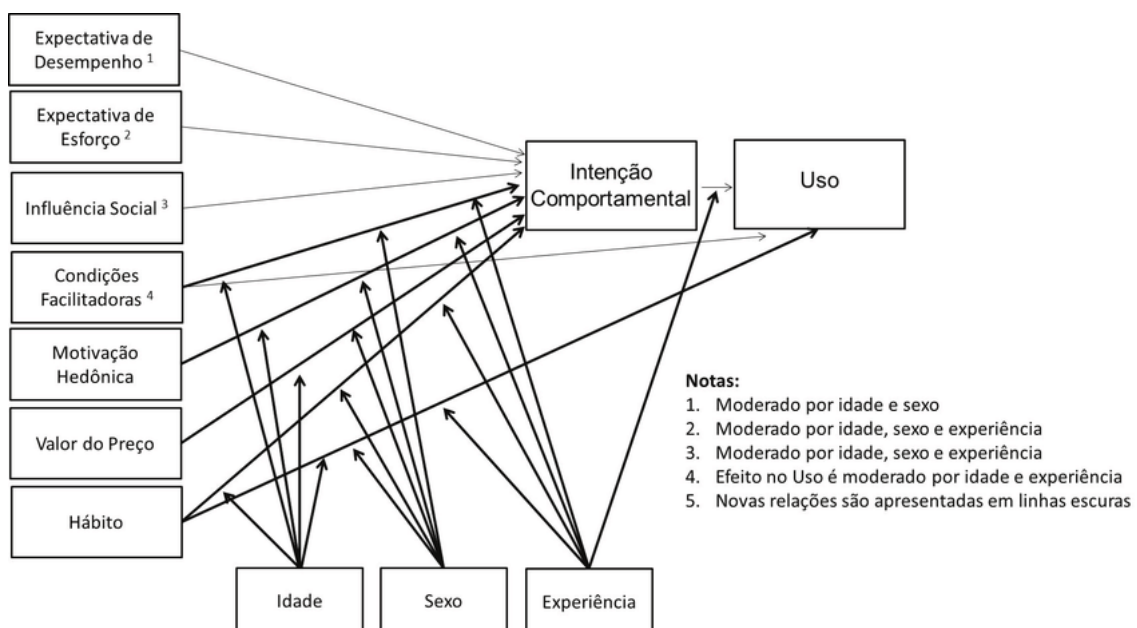 Expectativa de
Desempenho 1
Expectativa de
Esforço 2
Influência Social 3
Condições
Facilitadoras 4
Motivação
Hedônica
Valor do Preço
Hábito
Intenção
Comportamental
Uso
Idade
Sexo
Experiência
Notas:
1. Moderado por idade e sexo
2. Moderado por idade, sexo e experiência
3. Moderado por idade, sexo e experiência
4. Efeito no Uso é moderado por idade e experiência
5. Novas relações são apresentadas em linhas escuras